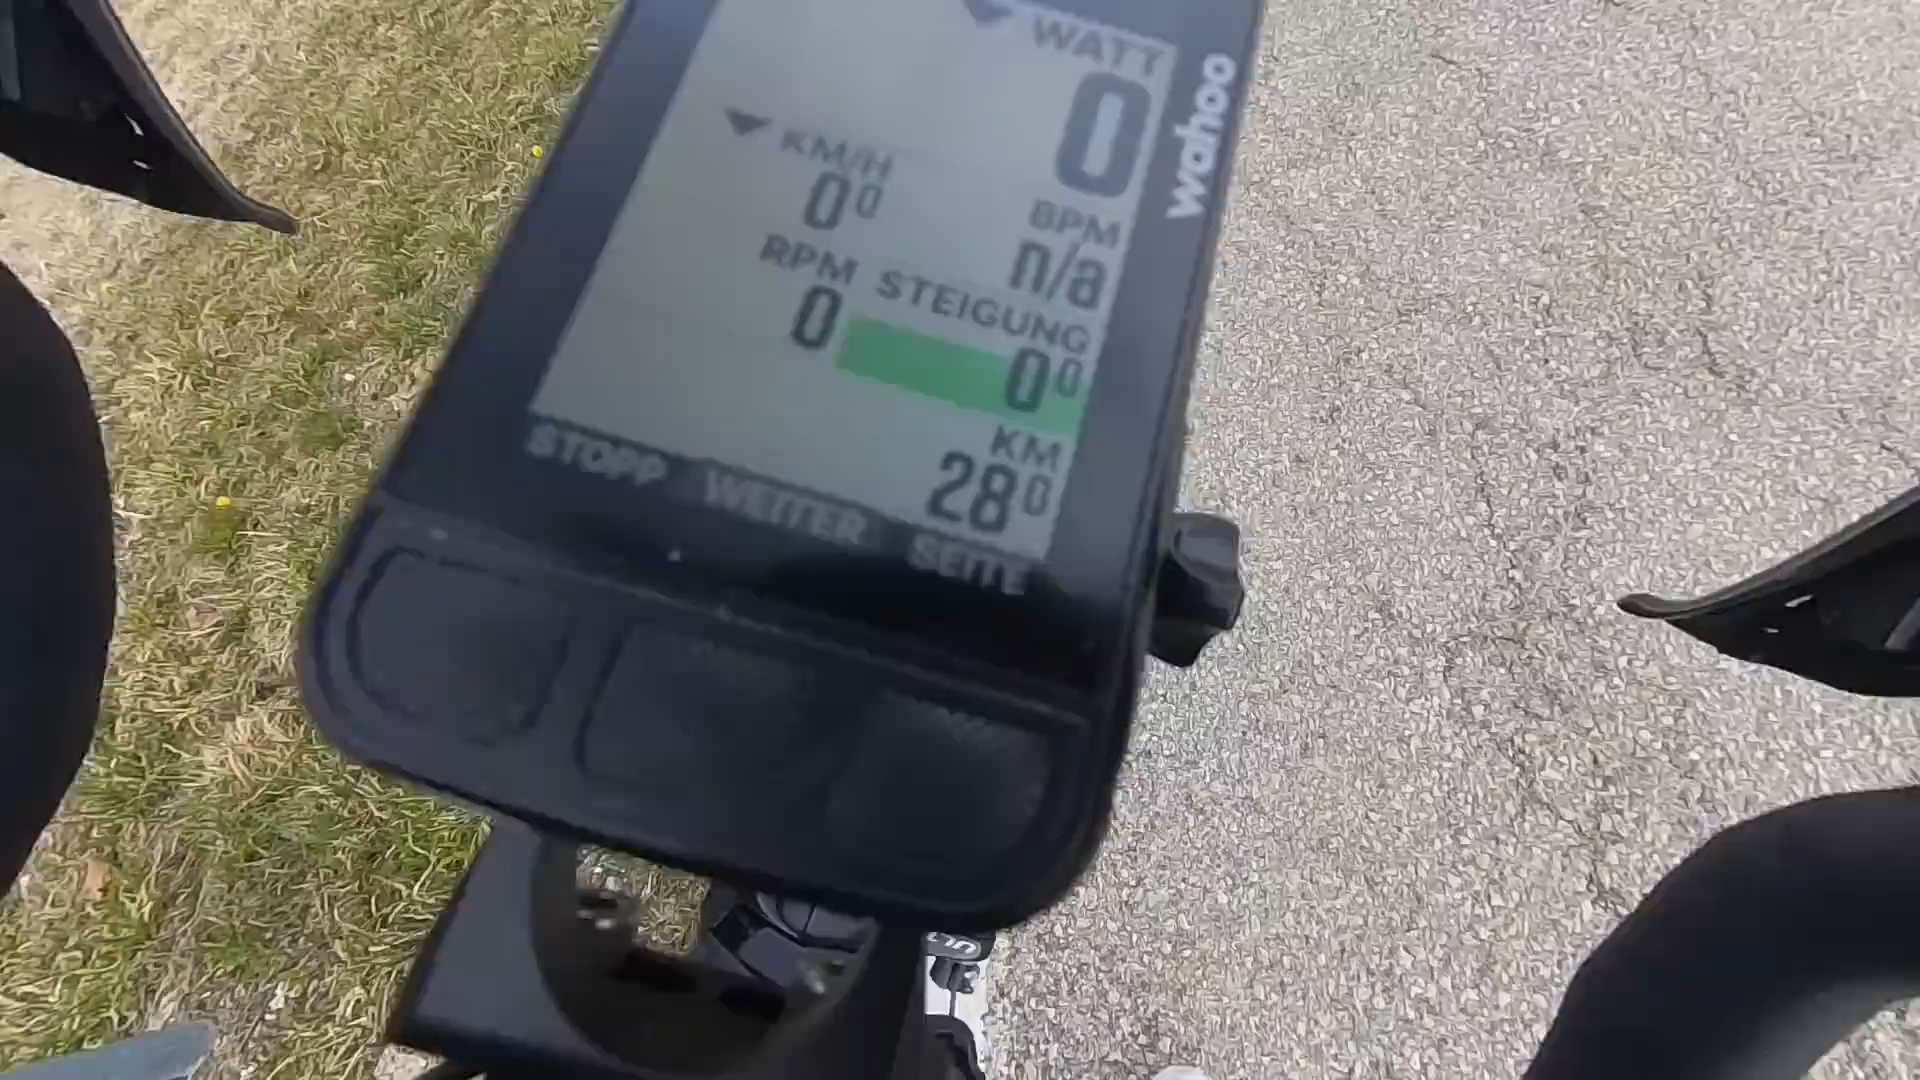 WATT
0
KM/H
0⁰
BPM
n/a
RPM
0
STEIGUNG
0⁰
KM
28⁰
STOPP WEITER SEITE
wahoo